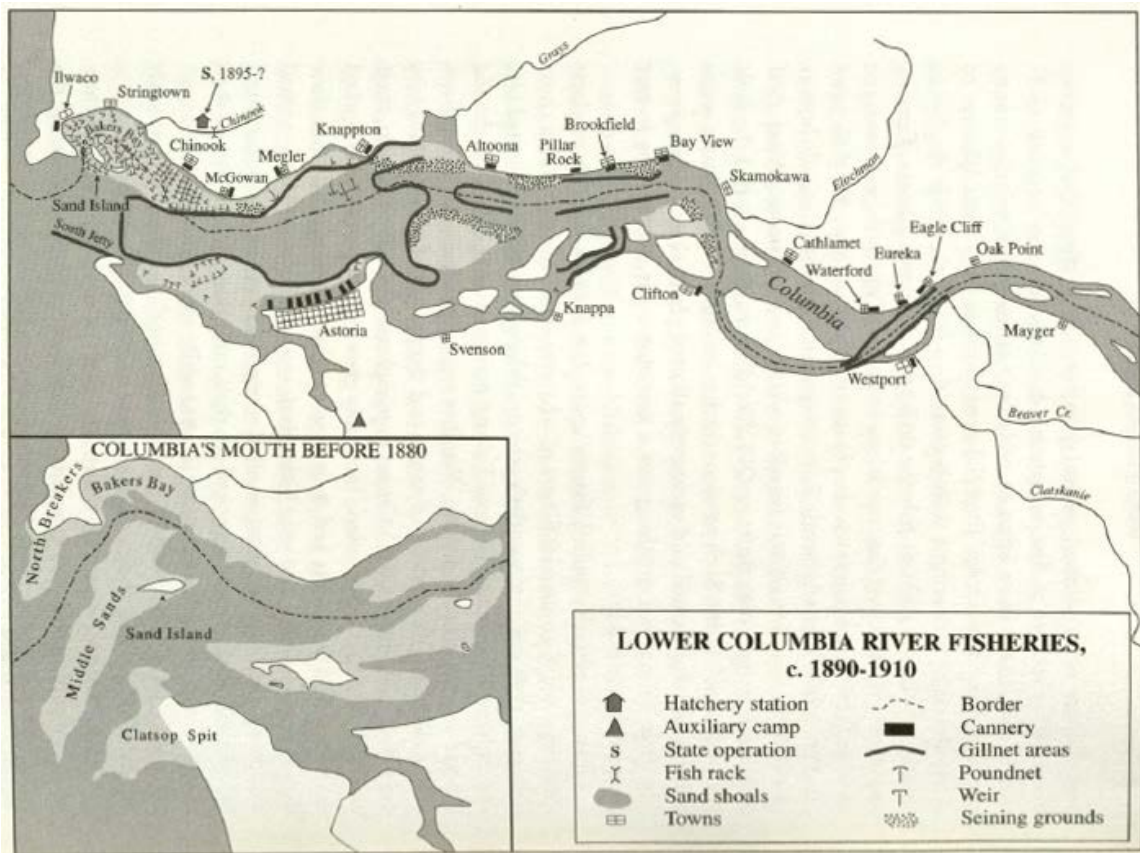 Ilwaco
Stringtown
S, 1895-?
Chinook
Bakers Bay
Chinook
McGowan
Megler
Knappton
Grass
Altoona
Pillar
Rock
Brookfield
Bay View
Skamokawa
Elochman
Sand Island
South Jetty
Astoria
Svenson
Knappa
Clifton
Cathlamet
Waterford
Eureka
Eagle Cliff
Oak Point
Columbia
Mayger
Westport
Beaver Cr.
Clatskanie
COLUMBIA'S MOUTH BEFORE 1880
North Breakers
Bakers Bay
Middle Sands
Sand Island
Clatsop Spit
LOWER COLUMBIA RIVER FISHERIES,
c. 1890-1910
Hatchery station
Auxiliary camp
S State operation
Fish rack
Sand shoals
Towns
Border
Cannery
Gillnet areas
Poundnet
Weir
Seining grounds